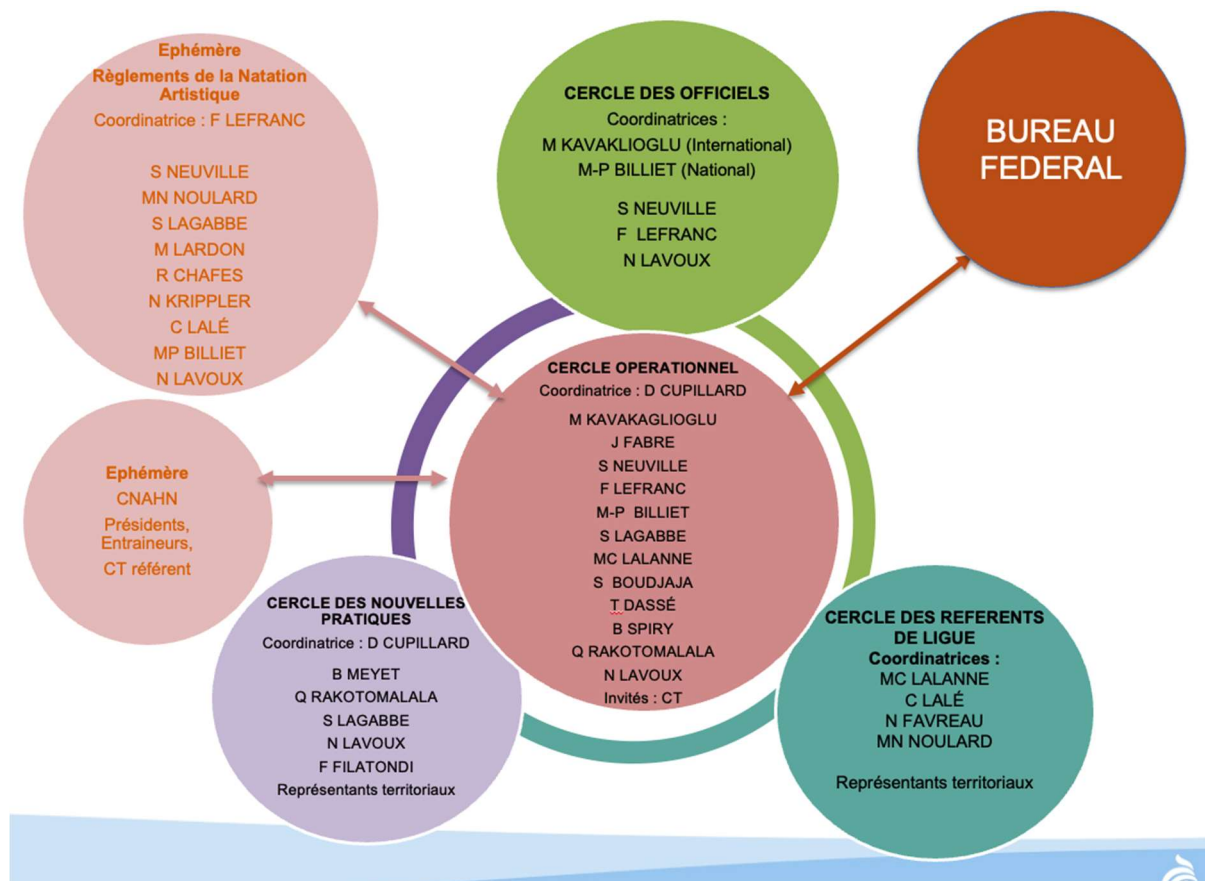 Ephémère
Règlements de la Natation
Artistique
Coordinatrice : F LEFRANC
S NEUVILLE
MN NOULARD
S LAGABBE
M LARDON
R CHAFES
N KRIPPLER
C LALÉ
MP BILLIET
N LAVOUX
CERCLE DES OFFICIELS
Coordinatrices :
M KAVAKLIOGLU (International)
M-P BILLIET (National)
S NEUVILLE
F LEFRANC
N LAVOUX
BUREAU
FEDERAL
CERCLE OPERATIONNEL
Coordinatrice : D CUPILLARD
M KAVAKAGLIOGLU
J FABRE
S NEUVILLE
F LEFRANC
M-P BILLIET
S LAGABBE
MC LALANNE
S BOUDJAJA
T DASSÉ
B SPIRY
Q RAKOTOMALALA
N LAVOUX
Invités : CT
Ephémère
CNAHN
Présidents,
Entraineurs,
CT référent
CERCLE DES NOUVELLES
PRATIQUES
Coordinatrice : D CUPILLARD
B MEYET
Q RAKOTOMALALA
S LAGABBE
N LAVOUX
F FILATONDI
Représentants territoriaux
CERCLE DES REFERENTS
DE LIGUE
Coordinatrices :
MC LALANNE
C LALÉ
N FAVREAU
MN NOULARD
Représentants territoriaux